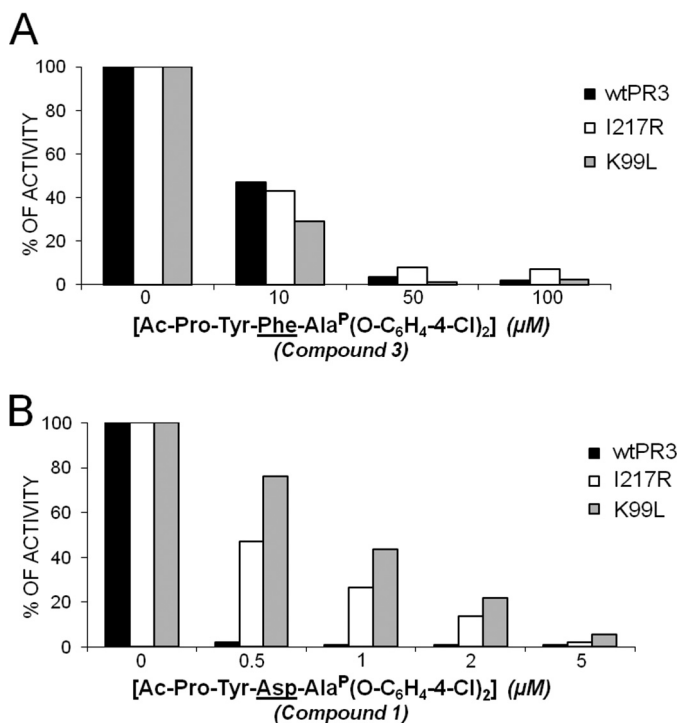 A
100
80
60
40
20
0
% OF ACTIVITY
wtPR3
I217R
K99L
0 10 50 100
[Ac-Pro-Tyr-Phe-Alaᴾ(O-C₆H₄-4-Cl)₂] (µM)
(Compound 3)
B
100
80
60
40
20
0
% OF ACTIVITY
wtPR3
I217R
K99L
0 0.5 1 2 5
[Ac-Pro-Tyr-Asp-Alaᴾ(O-C₆H₄-4-Cl)₂] (µM)
(Compound 1)